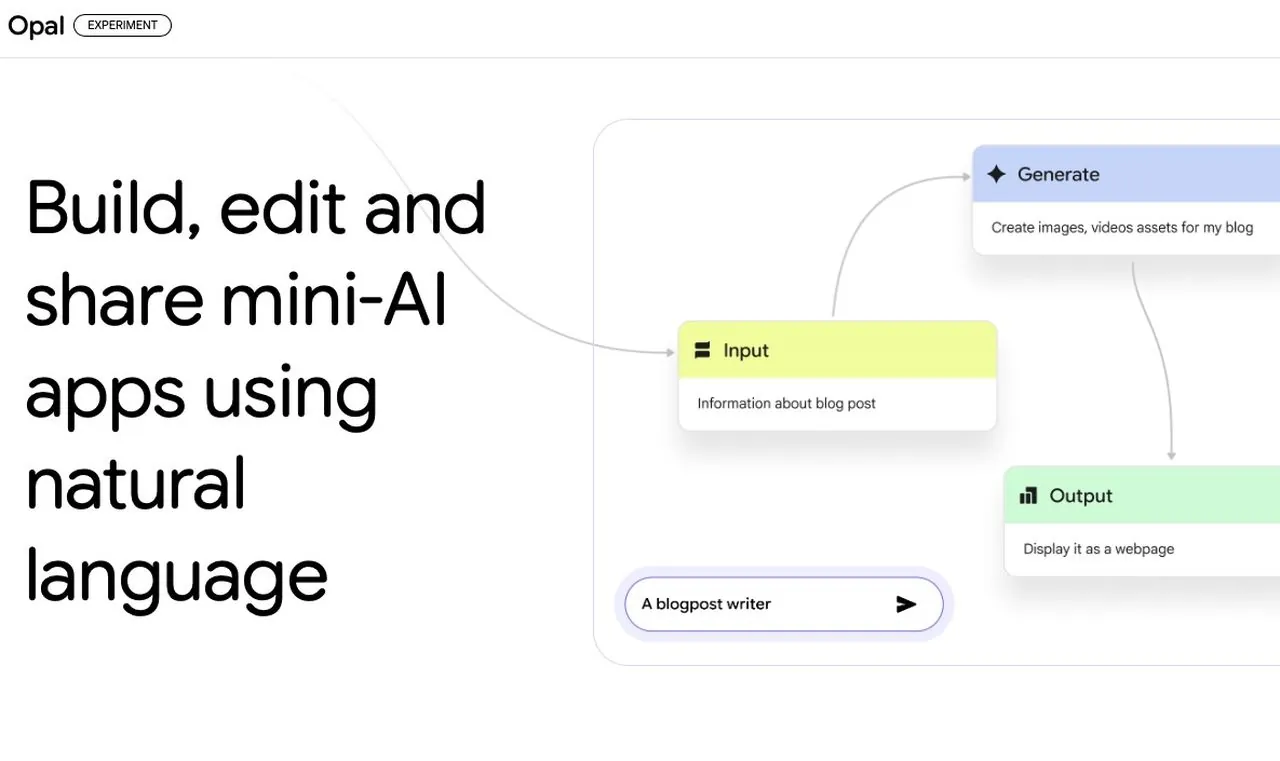 Opal EXPERIMENT
Build, edit and
share mini-AI
apps using
natural
language
Generate
Create images, videos assets for my blog
Input
Information about blog post
Output
Display it as a webpage
A blogpost writer